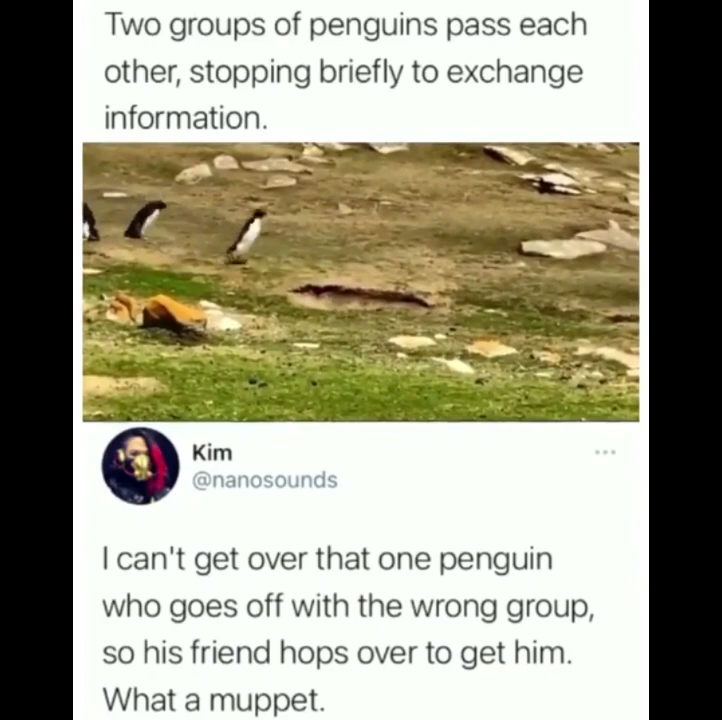 Two groups of penguins pass each
other, stopping briefly to exchange
information.
Kim
@nanosounds
I can't get over that one penguin
who goes off with the wrong group,
so his friend hops over to get him.
What a muppet.